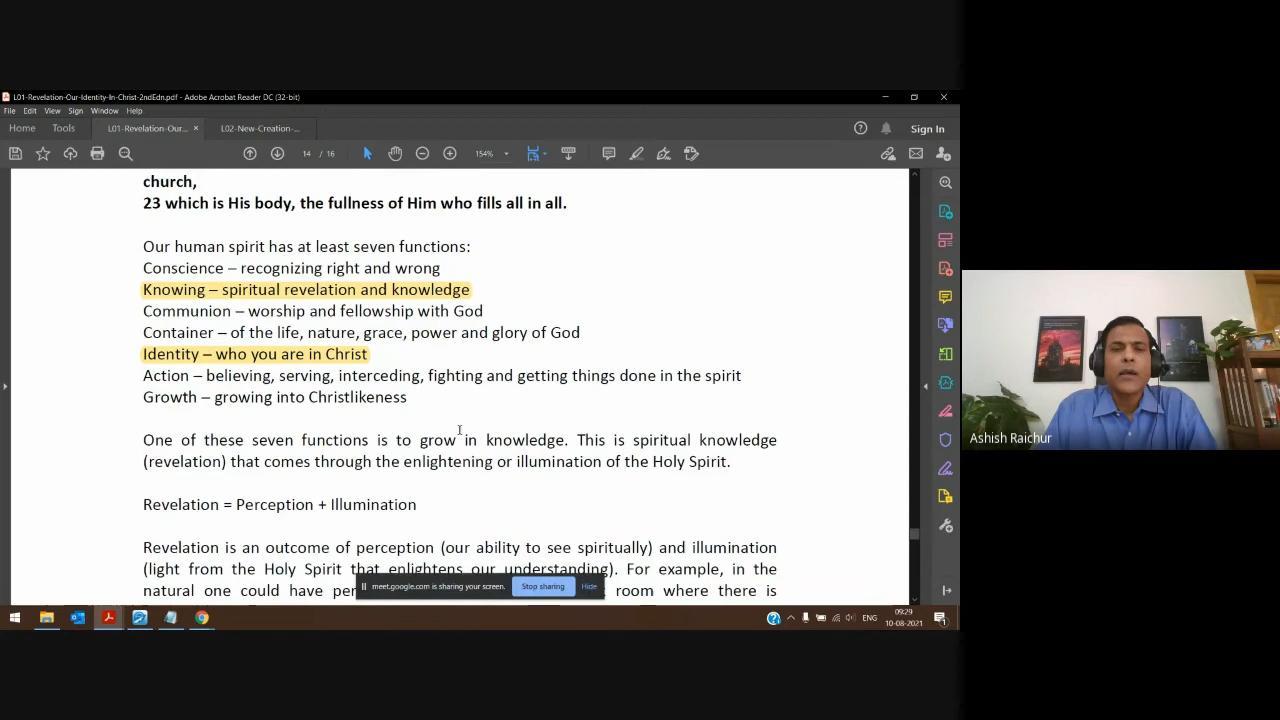 L01-Revelation-Our-Identity-In-Christ-2ndEdn.pdf - Adobe Acrobat Reader DC (32-bit)
File Edit View Sign Window Help
Home Tools L01-Revelation-Our... × L02-New-Creation-... Sign In
14 / 16 154%
church,
23 which is His body, the fullness of Him who fills all in all.
Our human spirit has at least seven functions:
Conscience – recognizing right and wrong
Knowing – spiritual revelation and knowledge
Communion – worship and fellowship with God
Container – of the life, nature, grace, power and glory of God
Identity – who you are in Christ
Action – believing, serving, interceding, fighting and getting things done in the spirit
Growth – growing into Christlikeness
One of these seven functions is to grow in knowledge. This is spiritual knowledge
(revelation) that comes through the enlightening or illumination of the Holy Spirit.
Revelation = Perception + Illumination
Revelation is an outcome of perception (our ability to see spiritually) and illumination
(light from the Holy Spirit that enlightens our understanding). For example, in the
natural one could have per room where there is
meet.google.com is sharing your screen. Stop sharing Hide
ENG 09:29
10-08-2021
Ashish Raichur